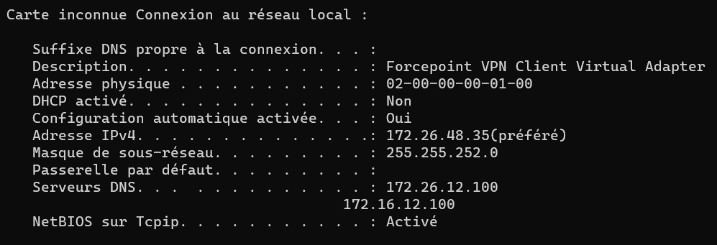 Carte inconnue Connexion au réseau local :
Suffixe DNS propre à la connexion. . . :
Description. . . . . . . . . . . . . . : Forcepoint VPN Client Virtual Adapter
Adresse physique . . . . . . . . . . . : 02-00-00-00-01-00
DHCP activé. . . . . . . . . . . . . . : Non
Configuration automatique activée. . . : Oui
Adresse IPv4. . . . . . . . . . . . . .: 172.26.48.35(préféré)
Masque de sous-réseau. . . . . . . . . : 255.255.252.0
Passerelle par défaut. . . . . . . . . :
Serveurs DNS. . .  . . . . . . . . . . : 172.26.12.100
172.16.12.100
NetBIOS sur Tcpip. . . . . . . . . . . : Activé